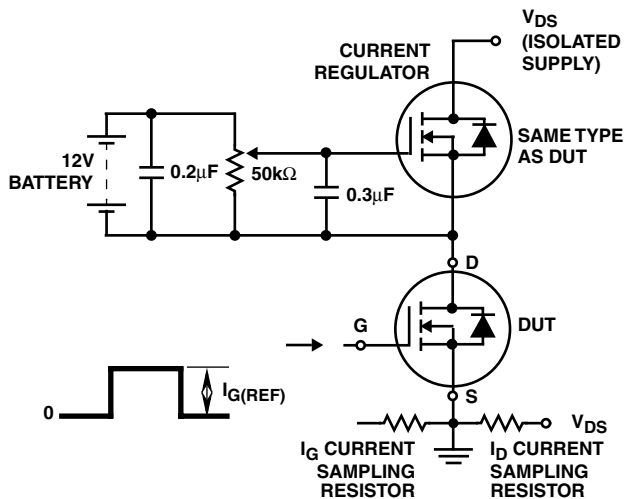 V_DS
(ISOLATED
SUPPLY)
CURRENT
REGULATOR
SAME TYPE
AS DUT
12V
BATTERY
0.2µF
50kΩ
0.3µF
D
DUT
G
I_G(REF)
0
S
V_DS
I_G CURRENT
SAMPLING
RESISTOR
I_D CURRENT
SAMPLING
RESISTOR